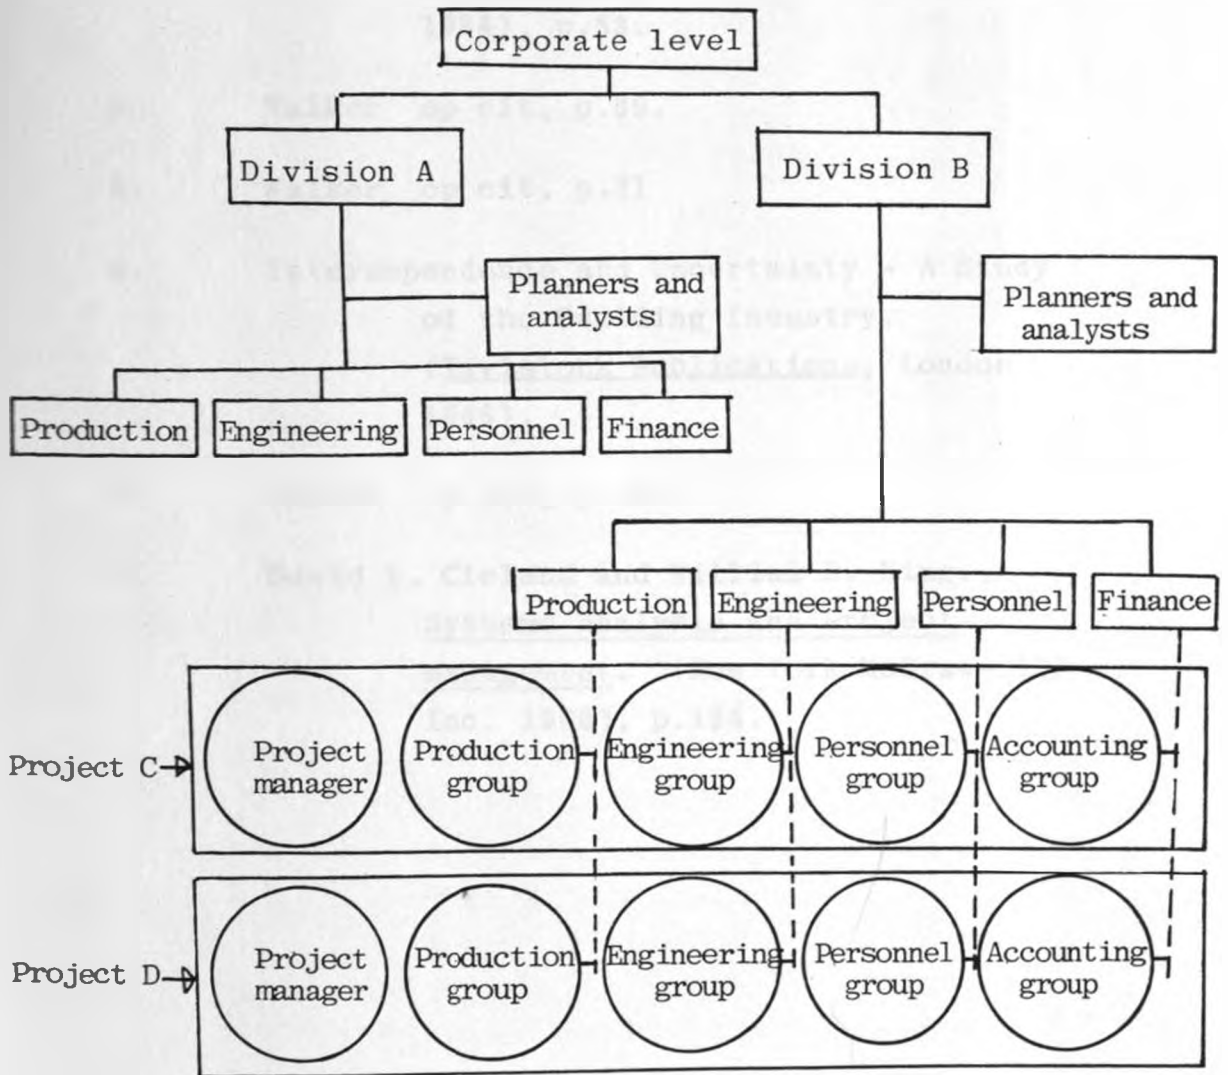 Corporate level
Division A
Division B
Planners and
analysts
Planners and
analysts
Production
Engineering
Personnel
Finance
Production
Engineering
Personnel
Finance
Project C
Project
manager
Production
group
Engineering
group
Personnel
group
Accounting
group
Project D
Project
manager
Production
group
Engineering
group
Personnel
group
Accounting
group